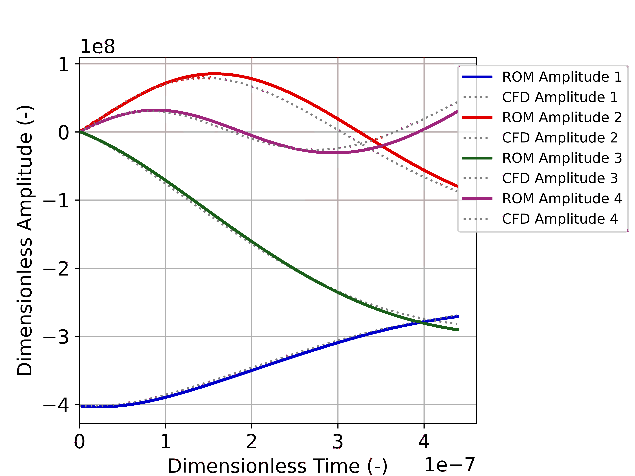 1e8
1
0
−1
−2
−3
−4
Dimensionless Amplitude (-)
0 1 2 3 4
1e−7
Dimensionless Time (-)
ROM Amplitude 1
CFD Amplitude 1
ROM Amplitude 2
CFD Amplitude 2
ROM Amplitude 3
CFD Amplitude 3
ROM Amplitude 4
CFD Amplitude 4